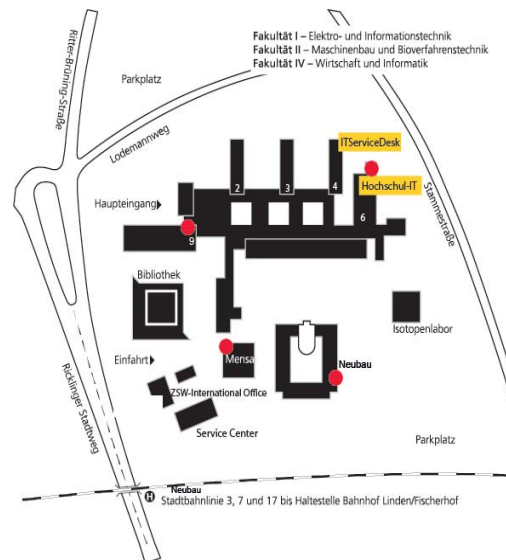 Fakultät I – Elektro- und Informationstechnik
Fakultät II – Maschinenbau und Bioverfahrenstechnik
Fakultät IV – Wirtschaft und Informatik
Ritter-Brüning-Straße
Parkplatz
Lodemannweg
ITServiceDesk
2
3
4
Hochschul-IT
Stammestraße
Haupteingang
6
9
Bibliothek
Isotopenlabor
Einfahrt
Mensa
Neubau
ZSW-International Office
Ricklinger Stadtweg
Service Center
Parkplatz
Neubau
H Stadtbahnlinie 3, 7 und 17 bis Haltestelle Bahnhof Linden/Fischerhof